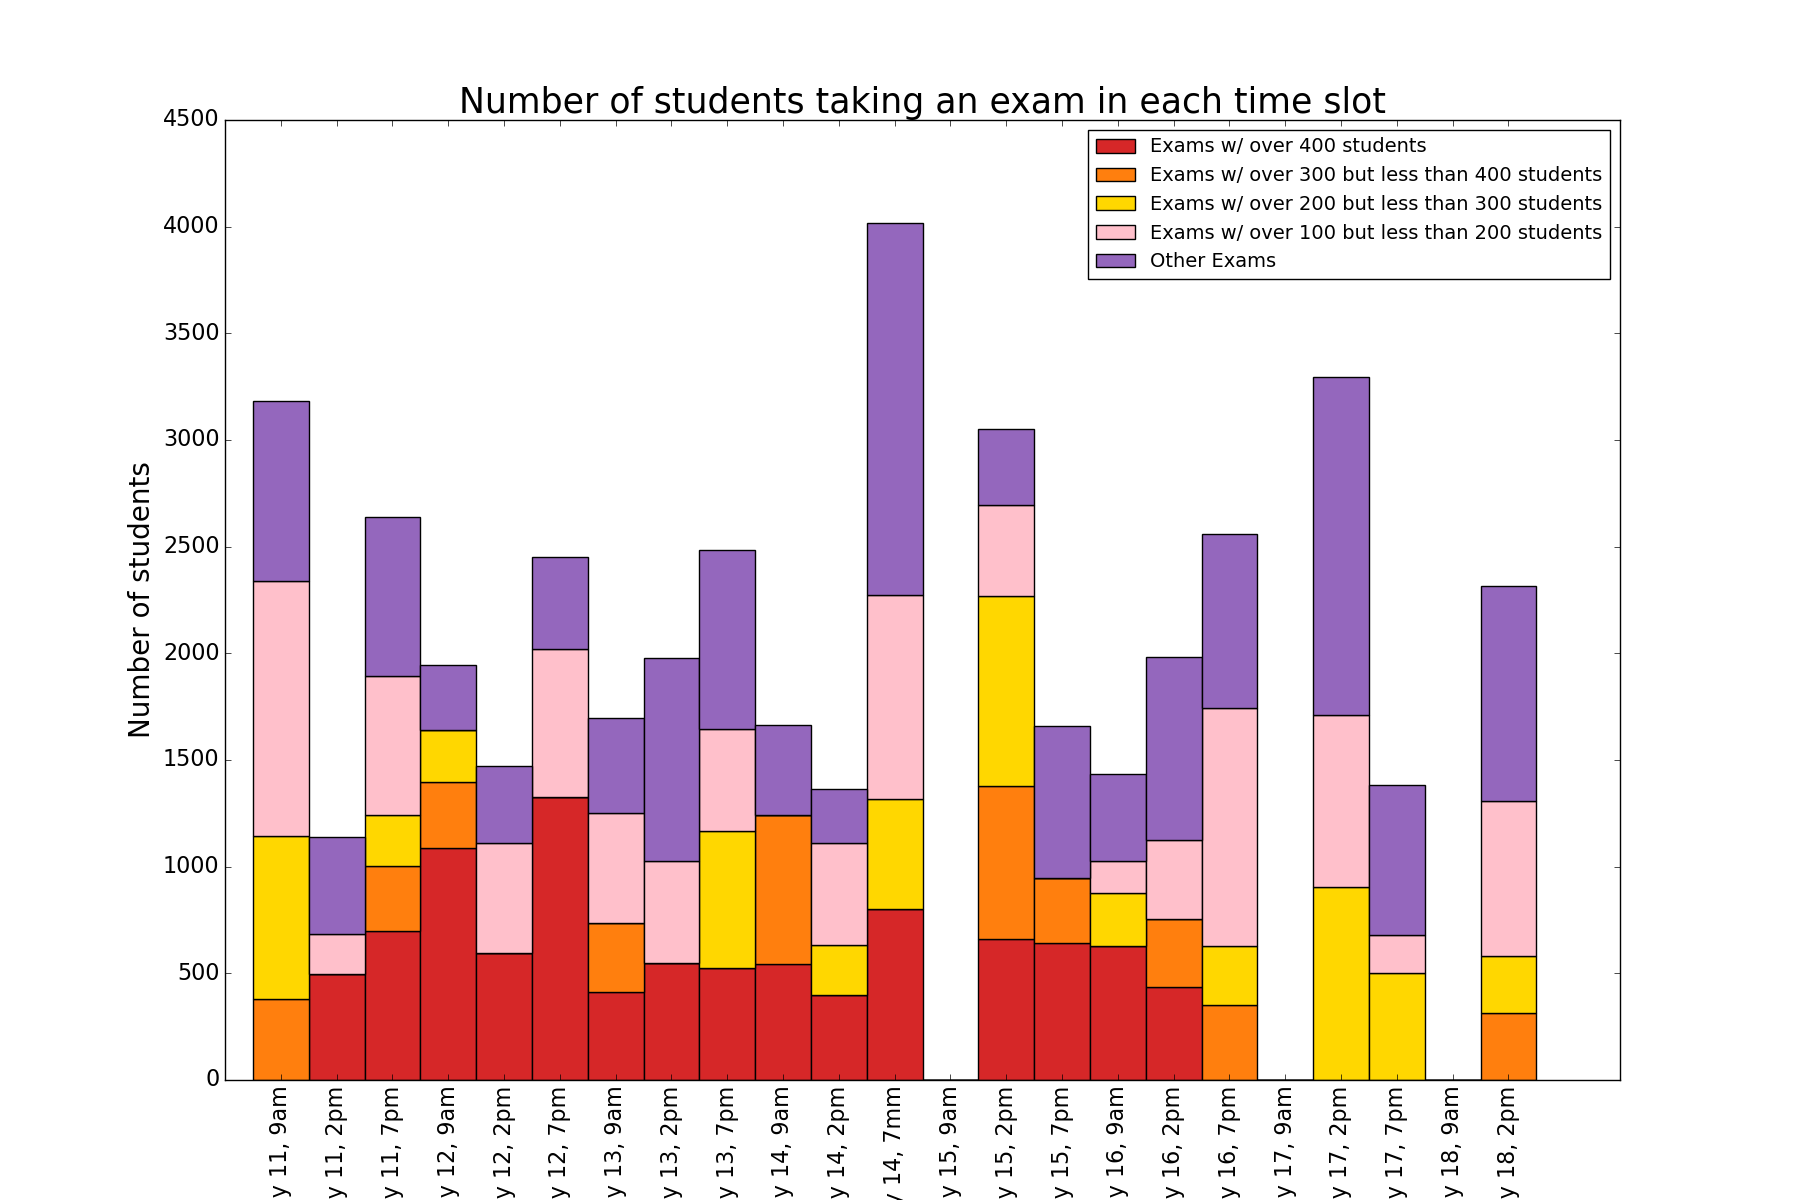 Number of students taking an exam in each time slot
4500
4000
3500
3000
2500
2000
1500
1000
500
0
Number of students
Exams w/ over 400 students
Exams w/ over 300 but less than 400 students
Exams w/ over 200 but less than 300 students
Exams w/ over 100 but less than 200 students
Other Exams
y 11, 9am
y 11, 2pm
y 11, 7pm
y 12, 9am
y 12, 2pm
y 12, 7pm
y 13, 9am
y 13, 2pm
y 13, 7pm
y 14, 9am
y 14, 2pm
y 14, 7mm
y 15, 9am
y 15, 2pm
y 15, 7pm
y 16, 9am
y 16, 2pm
y 16, 7pm
y 17, 9am
y 17, 2pm
y 17, 7pm
y 18, 9am
y 18, 2pm